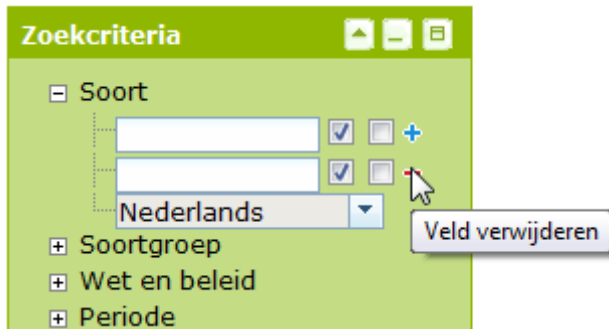 Zoekcriteria
Soort
Nederlands
Veld verwijderen
Soortgroep
Wet en beleid
Periode